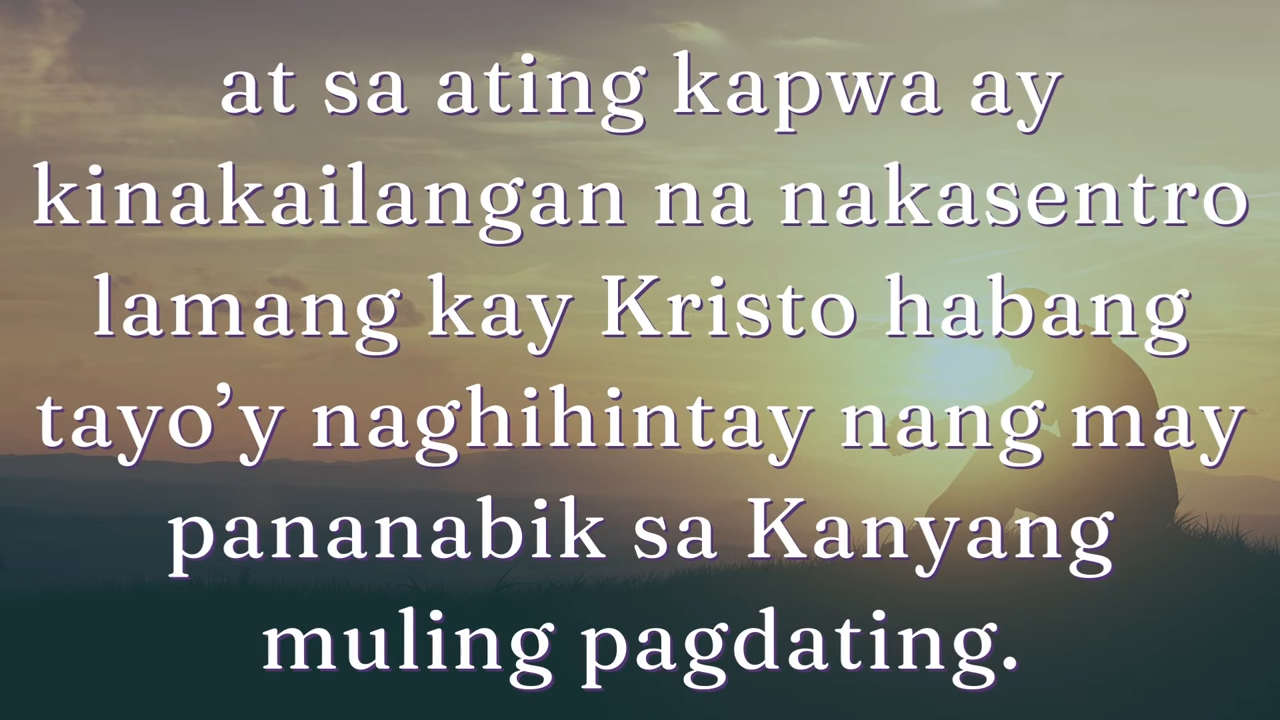 at sa ating kapwa ay
kinakailangan na nakasentro
lamang kay Kristo habang
tayo’y naghihintay nang may
pananabik sa Kanyang
muling pagdating.